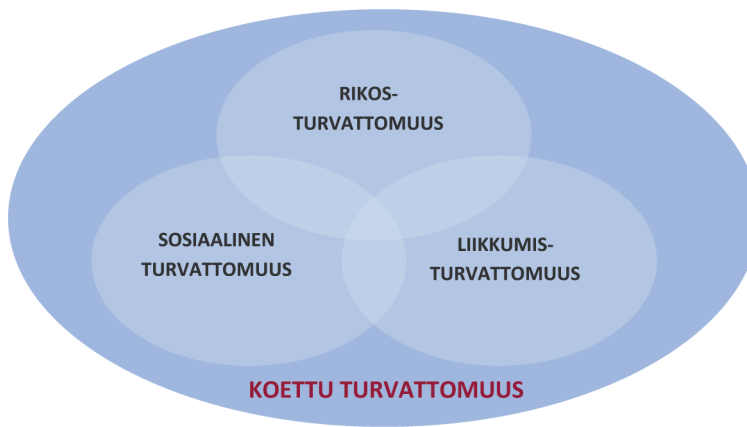 RIKOS-
TURVATTOMUUS
SOSIAALINEN
TURVATTOMUUS
LIIKKUMIS-
TURVATTOMUUS
KOETTU TURVATTOMUUS